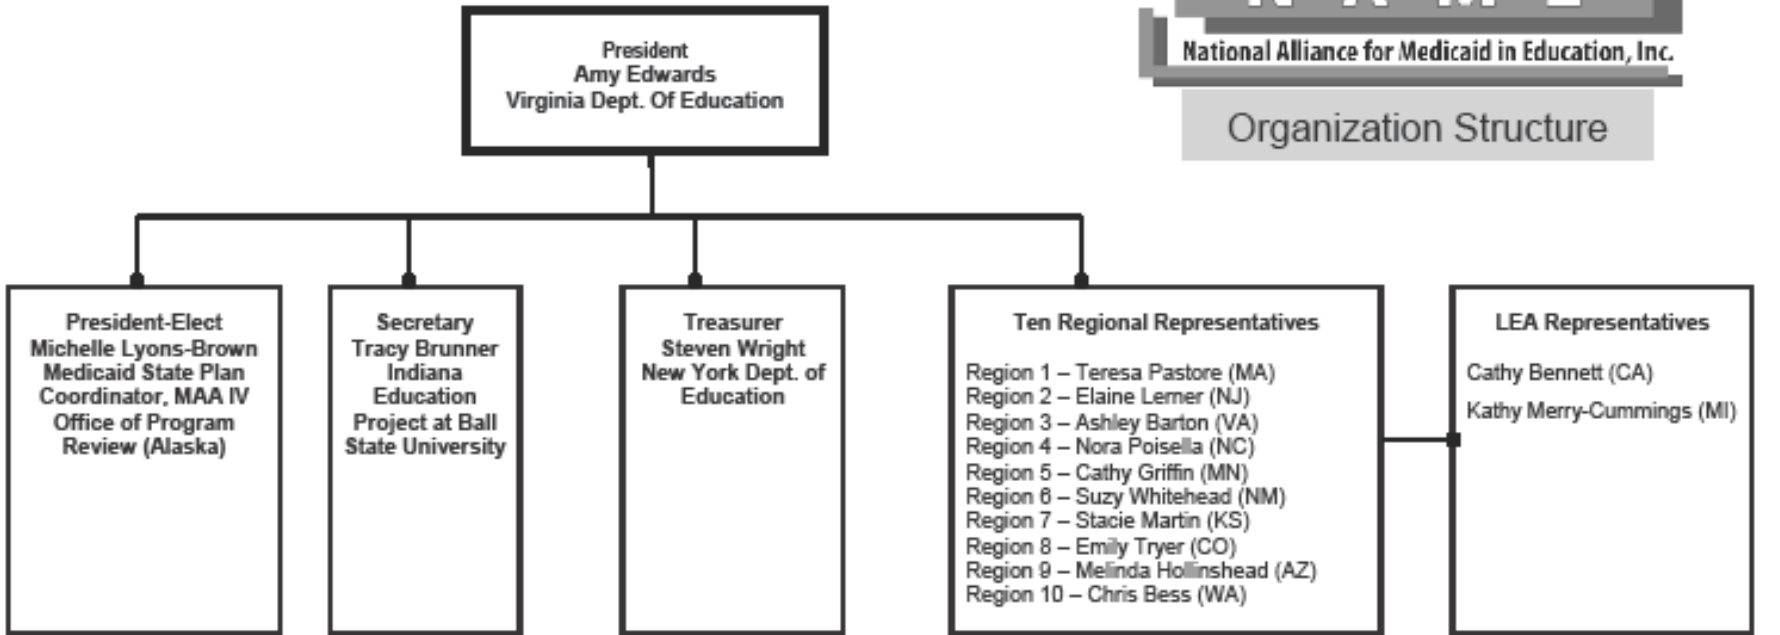 N A M E
National Alliance for Medicaid in Education, Inc.
Organization Structure
President
Amy Edwards
Virginia Dept. Of Education
President-Elect
Michelle Lyons-Brown
Medicaid State Plan
Coordinator, MAA IV
Office of Program
Review (Alaska)
Secretary
Tracy Brunner
Indiana
Education
Project at Ball
State University
Treasurer
Steven Wright
New York Dept. of
Education
Ten Regional Representatives
Region 1 – Teresa Pastore (MA)
Region 2 – Elaine Lerner (NJ)
Region 3 – Ashley Barton (VA)
Region 4 – Nora Poisella (NC)
Region 5 – Cathy Griffin (MN)
Region 6 – Suzy Whitehead (NM)
Region 7 – Stacie Martin (KS)
Region 8 – Emily Tryer (CO)
Region 9 – Melinda Hollinshead (AZ)
Region 10 – Chris Bess (WA)
LEA Representatives
Cathy Bennett (CA)
Kathy Merry-Cummings (MI)